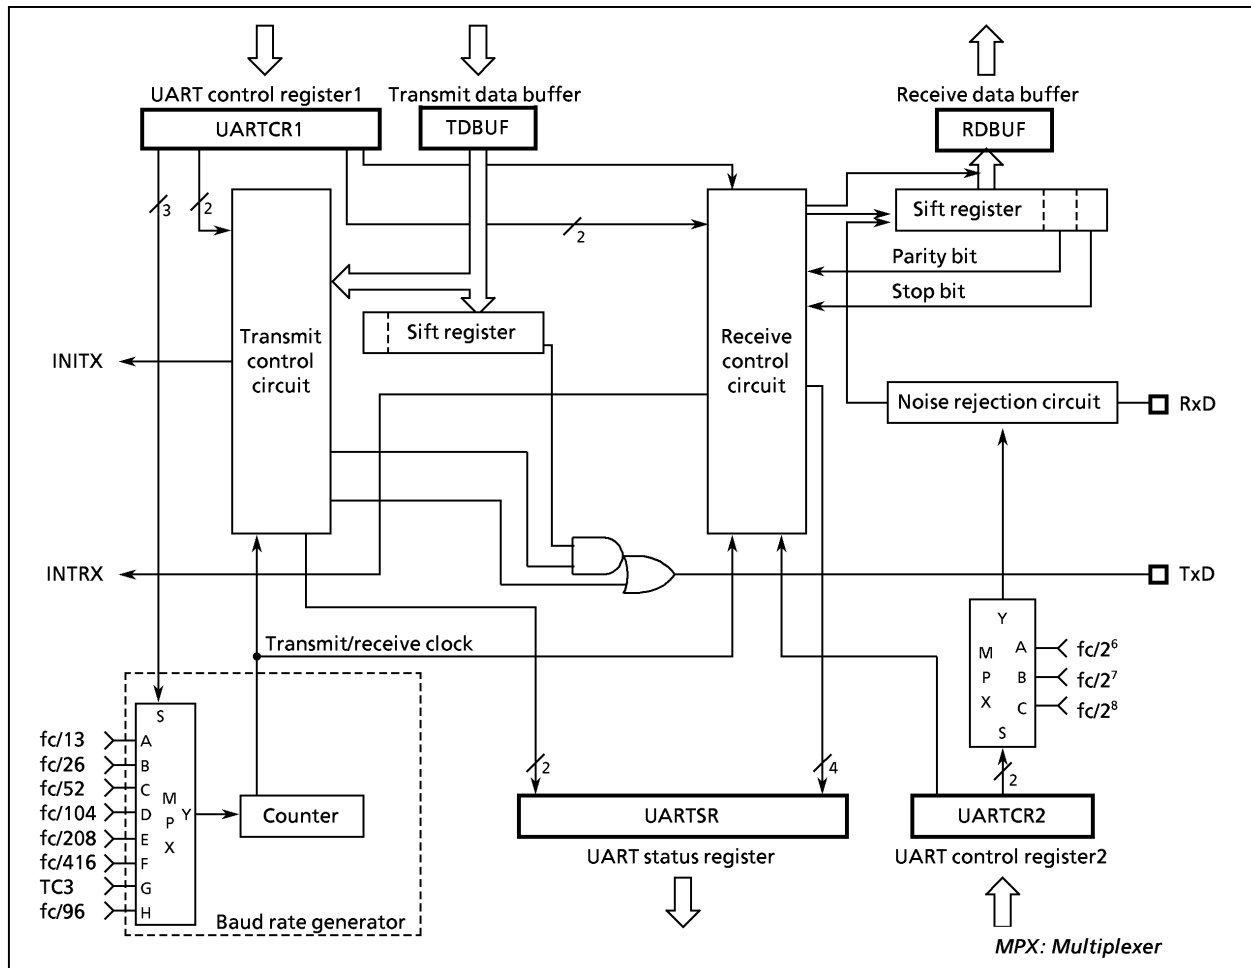 UART control register1
Transmit data buffer
Receive data buffer
UARTCR1
TDBUF
RDBUF
3
2
2
Sift register
Parity bit
Stop bit
Sift register
Transmit
control
circuit
Receive
control
circuit
INITX
Noise rejection circuit
RxD
INTRX
TxD
Transmit/receive clock
Y
M
P
X
A
B
C
S
fc/2⁶
fc/2⁷
fc/2⁸
S
fc/13
A
fc/26
B
fc/52
C
fc/104
D
fc/208
E
fc/416
F
TC3
G
fc/96
H
M
P
X
Y
Counter
Baud rate generator
2
4
2
UARTSR
UART status register
UARTCR2
UART control register2
MPX: Multiplexer